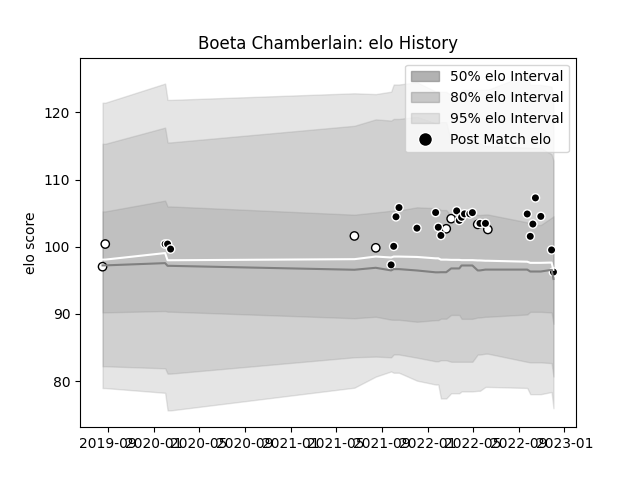 Boeta Chamberlain: elo History
50% elo Interval
80% elo Interval
95% elo Interval
Post Match elo
elo score
120
110
100
90
80
2019-09 2020-01 2020-05 2020-09 2021-01 2021-05 2021-09 2022-01 2022-05 2022-09 2023-01